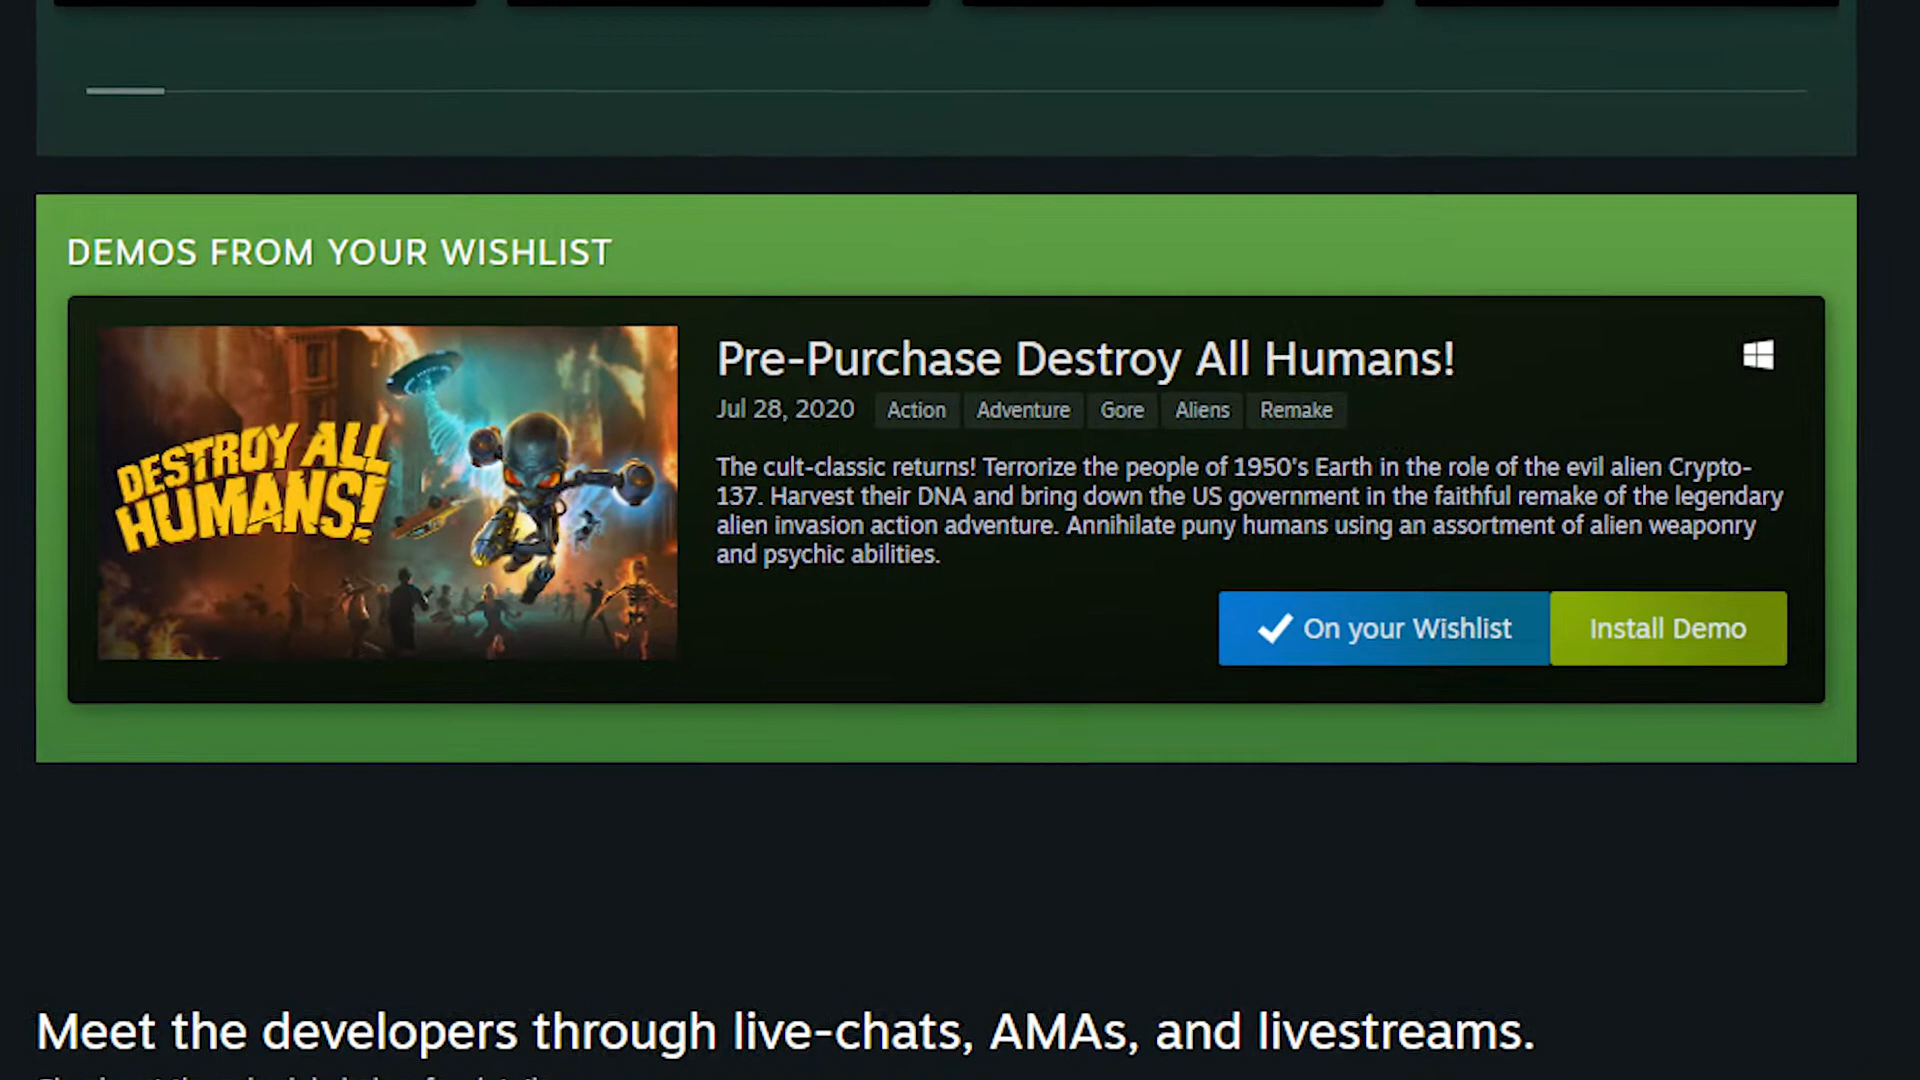 DEMOS FROM YOUR WISHLIST
DESTROY ALL
HUMANS!
Pre-Purchase Destroy All Humans!
Jul 28, 2020 Action Adventure Gore Aliens Remake
The cult-classic returns! Terrorize the people of 1950's Earth in the role of the evil alien Crypto-
137. Harvest their DNA and bring down the US government in the faithful remake of the legendary
alien invasion action adventure. Annihilate puny humans using an assortment of alien weaponry
and psychic abilities.
On your Wishlist Install Demo
Meet the developers through live-chats, AMAs, and livestreams.